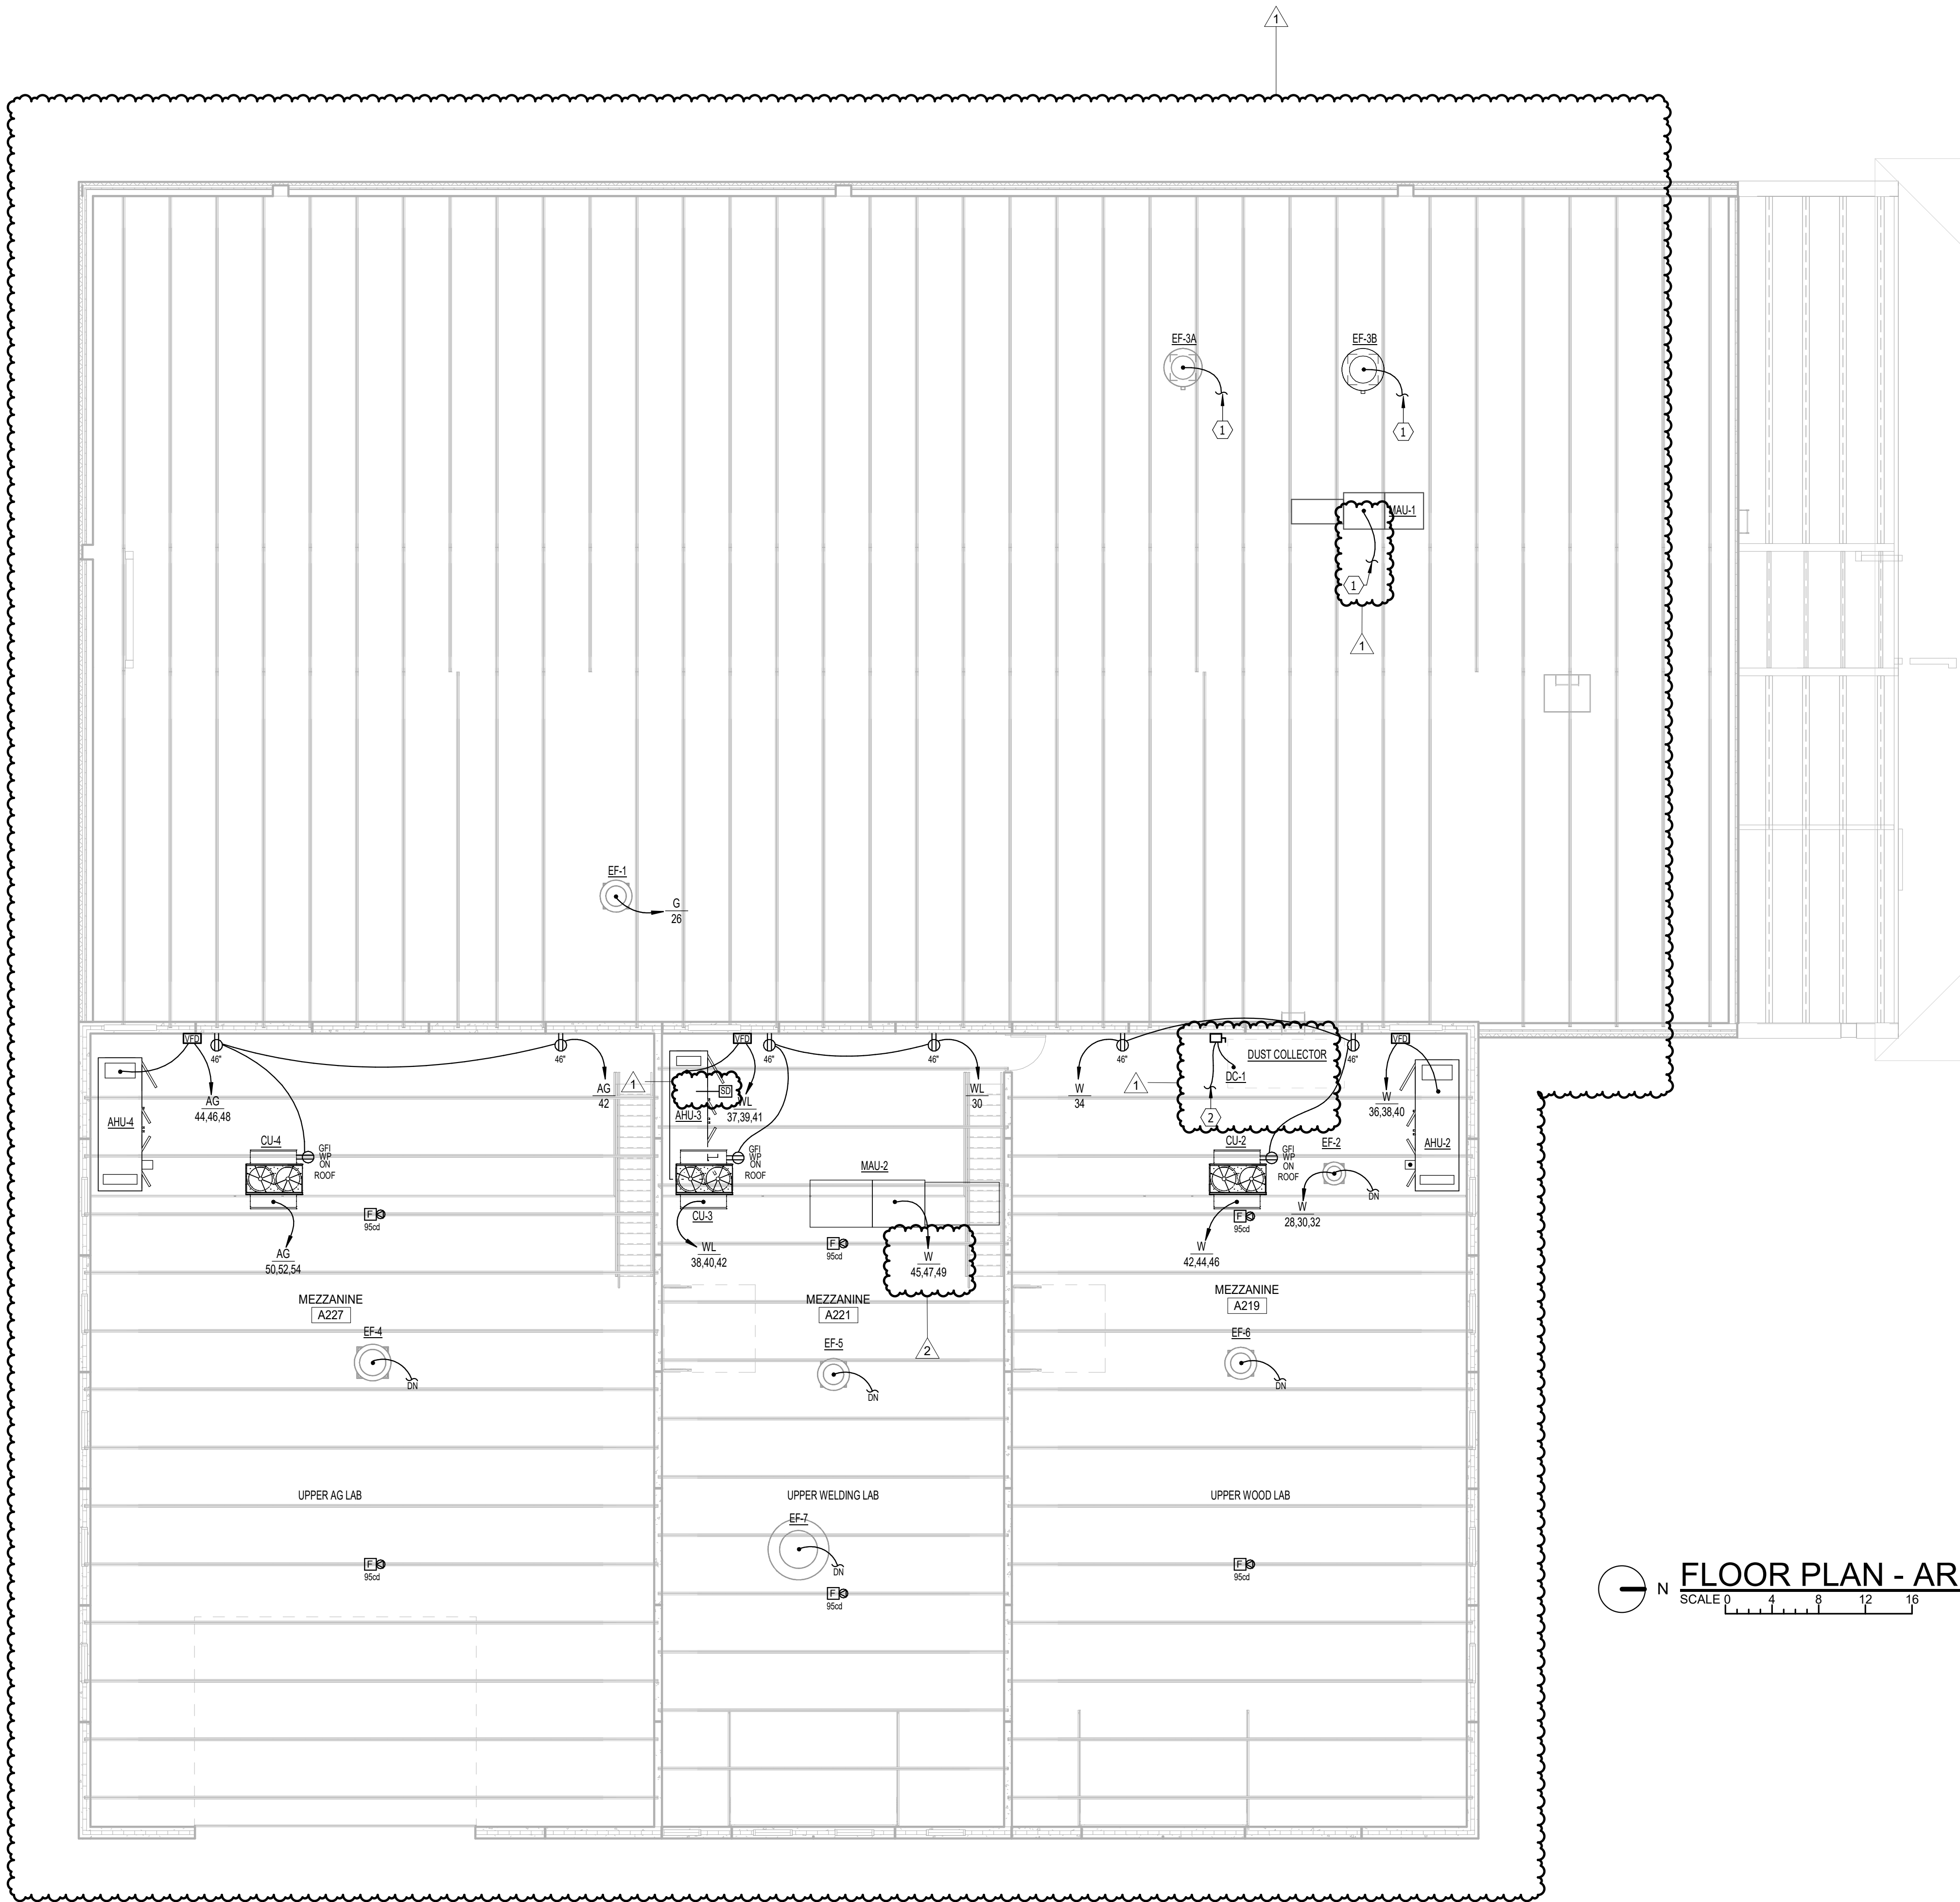 1
EF-3A
EF-3B
1
1
MAU-1
1
1
EF-1
G
26
VFD
46"
46"
VFD
46"
46"
46"
DUST COLLECTOR
46"
VFD
AG
44,46,48
AG
42
1
SD
WL
37,39,41
WL
30
W
34
1
DC-1
2
W
36,38,40
AHU-4
AHU-3
AHU-2
CU-4
GFI
WP
ON
ROOF
GFI
WP
ON
ROOF
CU-2
GFI
WP
ON
ROOF
EF-2
MAU-2
DN
F
95cd
CU-3
F
95cd
W
28,30,32
F
95cd
AG
50,52,54
WL
38,40,42
W
45,47,49
W
42,44,46
MEZZANINE
A227
MEZZANINE
A221
MEZZANINE
A219
EF-4
EF-5
2
EF-6
DN
DN
DN
UPPER AG LAB
UPPER WELDING LAB
UPPER WOOD LAB
EF-7
F
95cd
DN
F
95cd
F
95cd
N
FLOOR PLAN - AR
SCALE 0 4 8 12 16